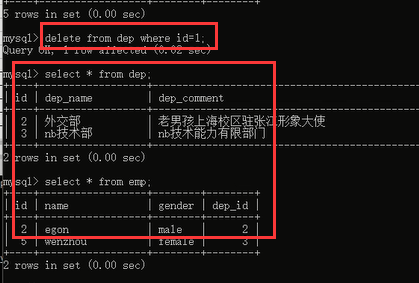 5 rows in set (0.00 sec)
mysql> delete from dep where id=1;
Query OK, 1 row affected (0.02 sec)
mysql> select * from dep;
| id | dep_name | dep_comment
| 2 | 外交部 | 老男孩上海校区驻张江形象大使
| 3 | nb技术部 | nb技术能力有限部门
2 rows in set (0.00 sec)
mysql> select * from emp;
| id | name | gender | dep_id |
| 2 | egon | male | 2 |
| 5 | wenzhou | female | 3 |
2 rows in set (0.00 sec)